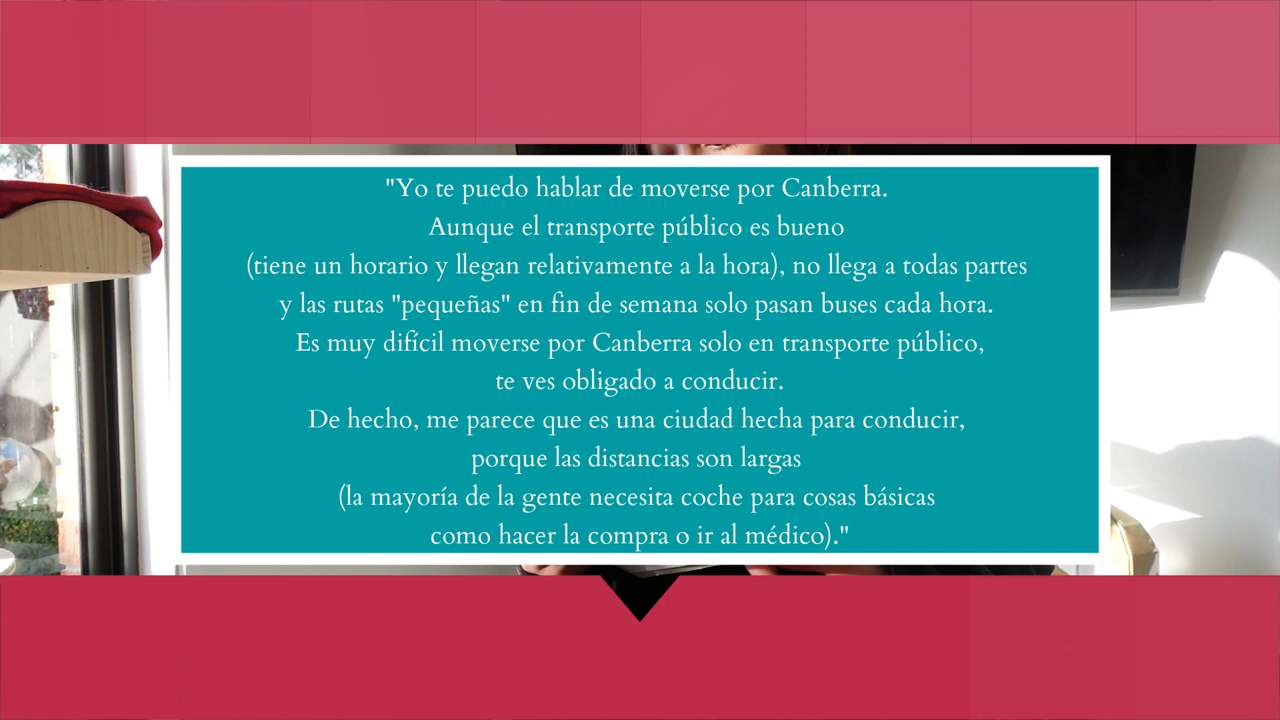 "Yo te puedo hablar de moverse por Canberra.
Aunque el transporte público es bueno
(tiene un horario y llegan relativamente a la hora), no llega a todas partes
y las rutas "pequeñas" en fin de semana solo pasan buses cada hora.
Es muy difícil moverse por Canberra solo en transporte público,
te ves obligado a conducir.
De hecho, me parece que es una ciudad hecha para conducir,
porque las distancias son largas
(la mayoría de la gente necesita coche para cosas básicas
como hacer la compra o ir al médico)."